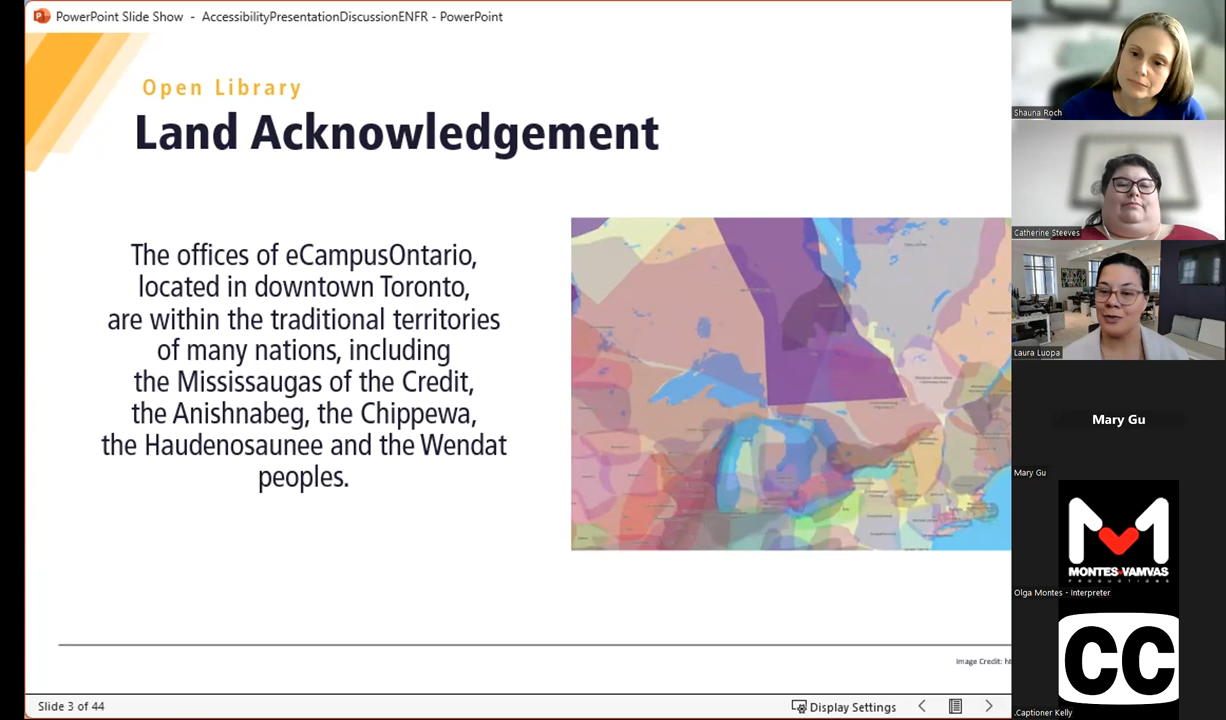 PowerPoint Slide Show - AccessibilityPresentationDiscussionENFR - PowerPoint
Open Library
Land Acknowledgement
The offices of eCampusOntario,
located in downtown Toronto,
are within the traditional territories
of many nations, including
the Mississaugas of the Credit,
the Anishnabeg, the Chippewa,
the Haudenosaunee and the Wendat
peoples.
Image Credit:
Slide 3 of 44
Display Settings
Shauna Roch
Catherine Steeves
Laura Luopa
Mary Gu
Mary Gu
MONTES VAMVAS
PRODUCTIONS
Olga Montes - Interpreter
CC
.Captioner Kelly